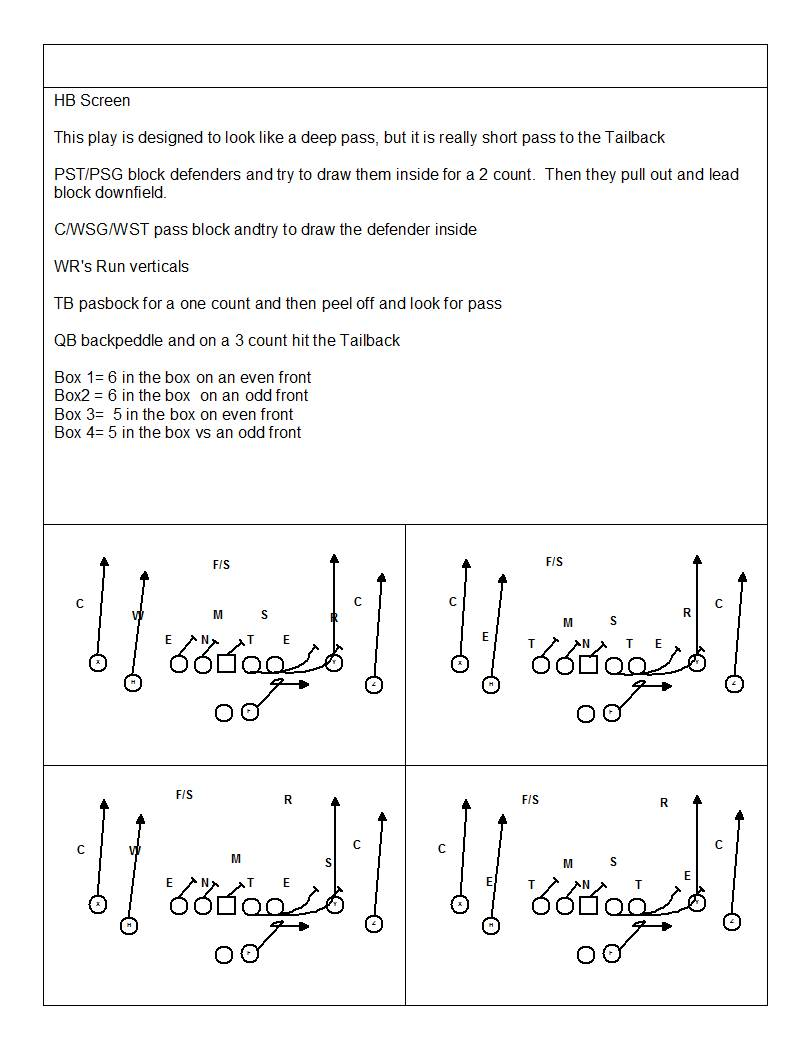 HB Screen
This play is designed to look like a deep pass, but it is really short pass to the Tailback
PST/PSG block defenders and try to draw them inside for a 2 count.  Then they pull out and lead
block downfield.
C/WSG/WST pass block andtry to draw the defender inside
WR's Run verticals
TB pasbock for a one count and then peel off and look for pass
QB backpeddle and on a 3 count hit the Tailback
Box 1= 6 in the box on an even front
Box2 = 6 in the box  on an odd front
Box 3=  5 in the box on even front
Box 4= 5 in the box vs an odd front
F/S
C W M S R C
E N T E
X Y
H Z
F
F/S
C M S R C
E T N T E
X Y
H Z
F
F/S R
C W M S C
E N T E
X Y
H Z
F
F/S R
C M S C
E T N T E
X Y
H Z
F